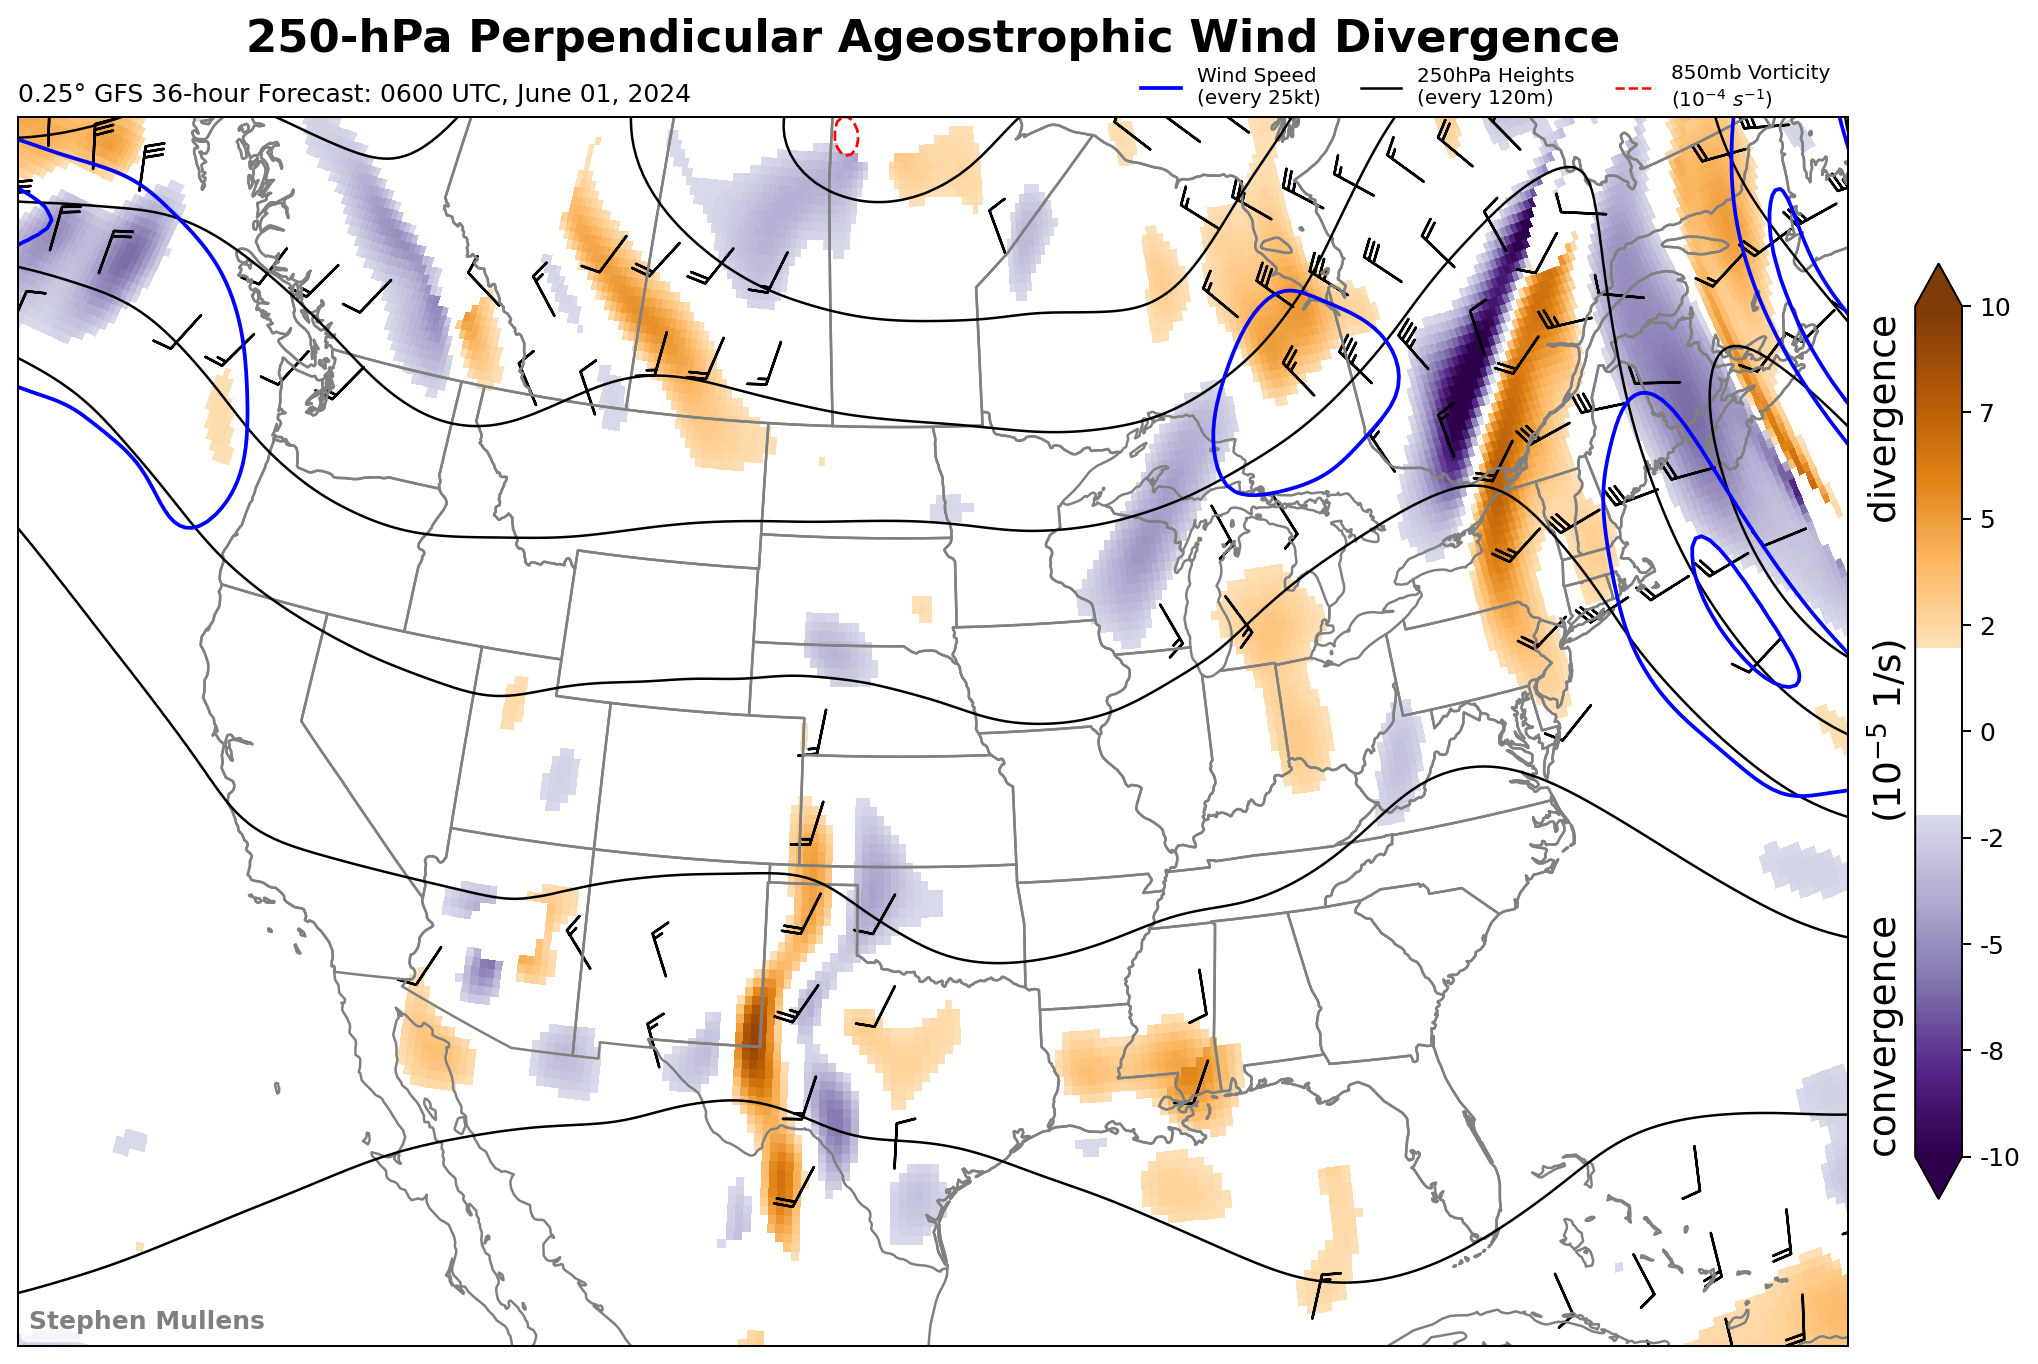 250-hPa Perpendicular Ageostrophic Wind Divergence
0.25° GFS 36-hour Forecast: 0600 UTC, June 01, 2024
Wind Speed
(every 25kt)
250hPa Heights
(every 120m)
850mb Vorticity
(10⁻⁴ s⁻¹)
10
7
5
2
0
-2
-5
-8
-10
convergence (10⁻⁵ 1/s) divergence
Stephen Mullens